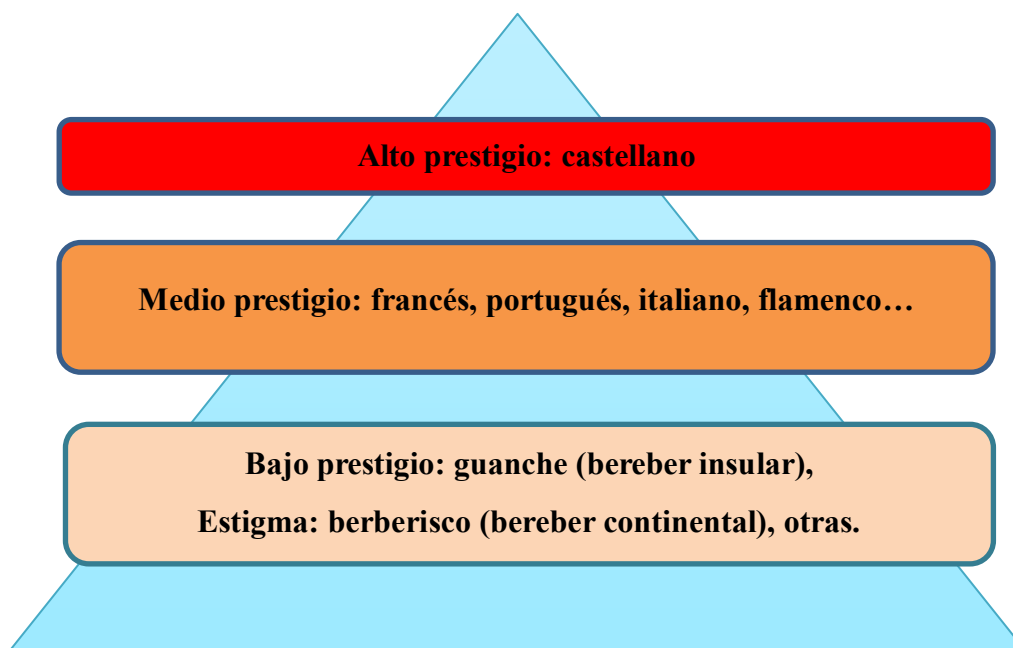 Alto prestigio: castellano
Medio prestigio: francés, portugués, italiano, flamenco…
Bajo prestigio: guanche (bereber insular),
Estigma: berberisco (bereber continental), otras.